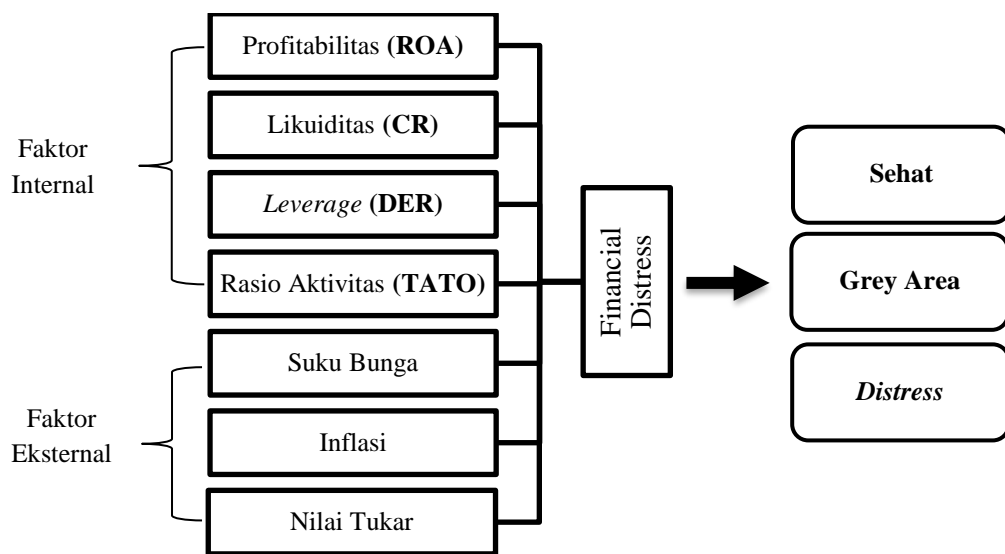 Faktor
Internal
Profitabilitas (ROA)
Likuiditas (CR)
Leverage (DER)
Rasio Aktivitas (TATO)
Faktor
Eksternal
Suku Bunga
Inflasi
Nilai Tukar
Financial
Distress
Sehat
Grey Area
Distress